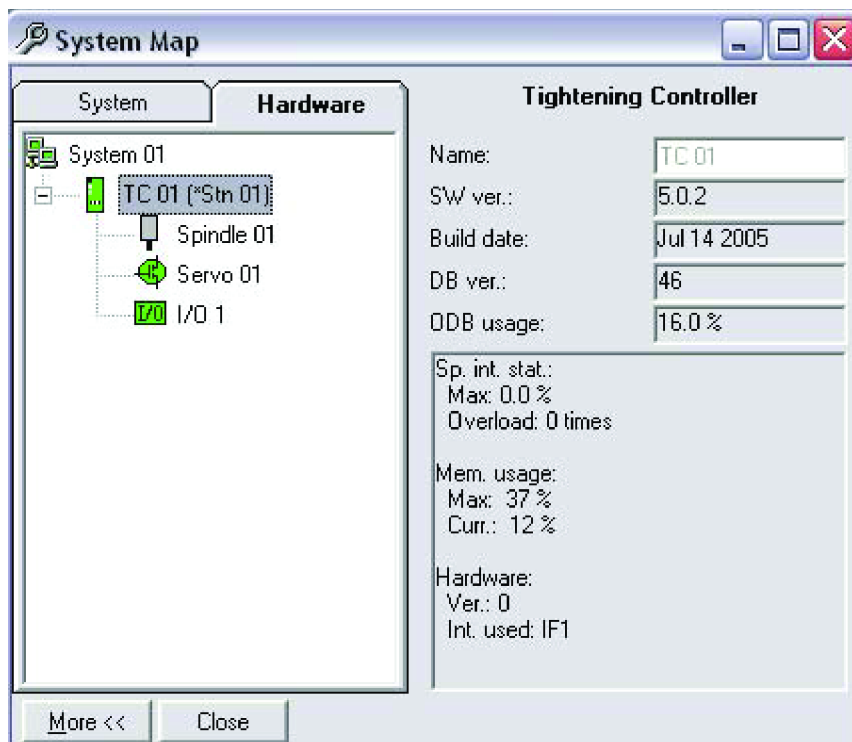 System Map
System
Hardware
System 01
TC 01 (*Stn 01)
Spindle 01
Servo 01
I/O
I/O 1
Tightening Controller
Name:
TC 01
SW ver.:
5.0.2
Build date:
Jul 14 2005
DB ver.:
46
ODB usage:
16.0 %
Sp. int. stat.:
Max: 0.0 %
Overload: 0 times
Mem. usage:
Max: 37 %
Curr.: 12 %
Hardware:
Ver.: 0
Int. used: IF1
More <<
Close